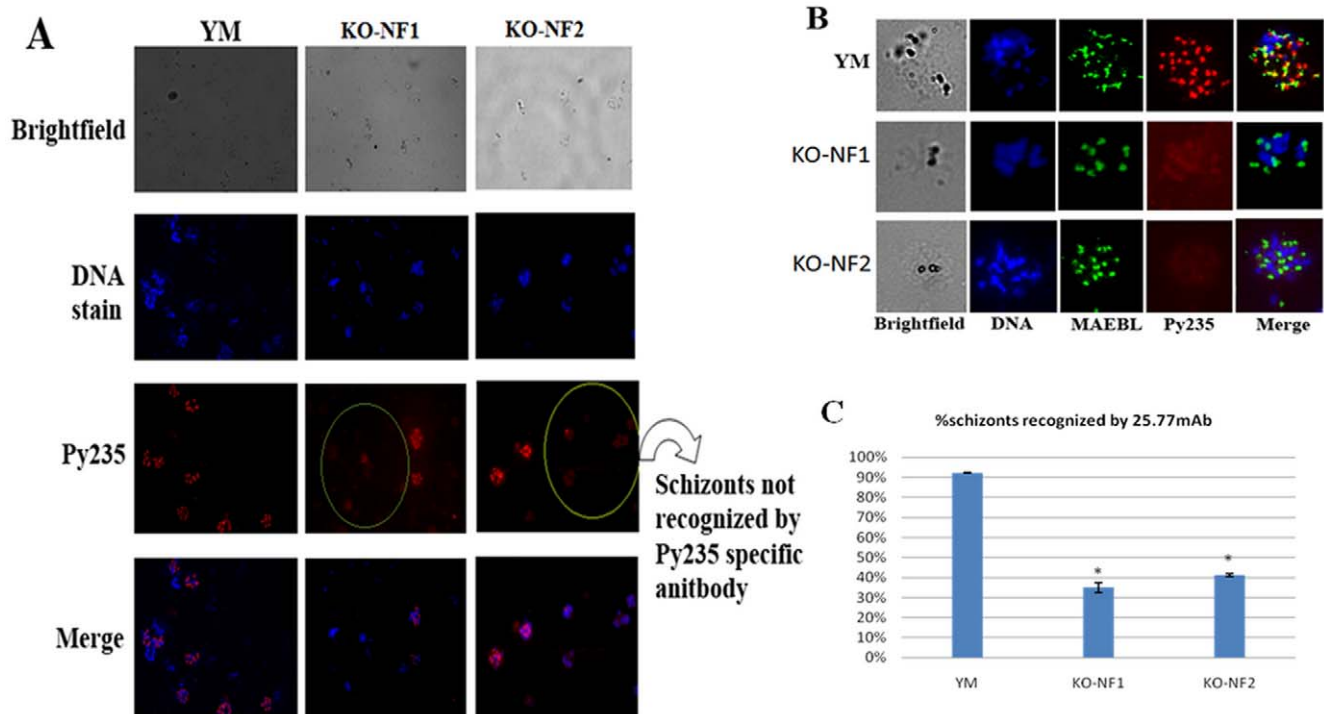 A
YM
KO-NF1
KO-NF2
Brightfield
DNA
stain
Py235
Merge
Schizonts not
recognized by
Py235 specific
anitbody
B
YM
KO-NF1
KO-NF2
Brightfield
DNA
MAEBL
Py235
Merge
C
%schizonts recognized by 25.77mAb
100%
90%
80%
70%
60%
50%
40%
30%
20%
10%
0%
*
*
YM
KO-NF1
KO-NF2